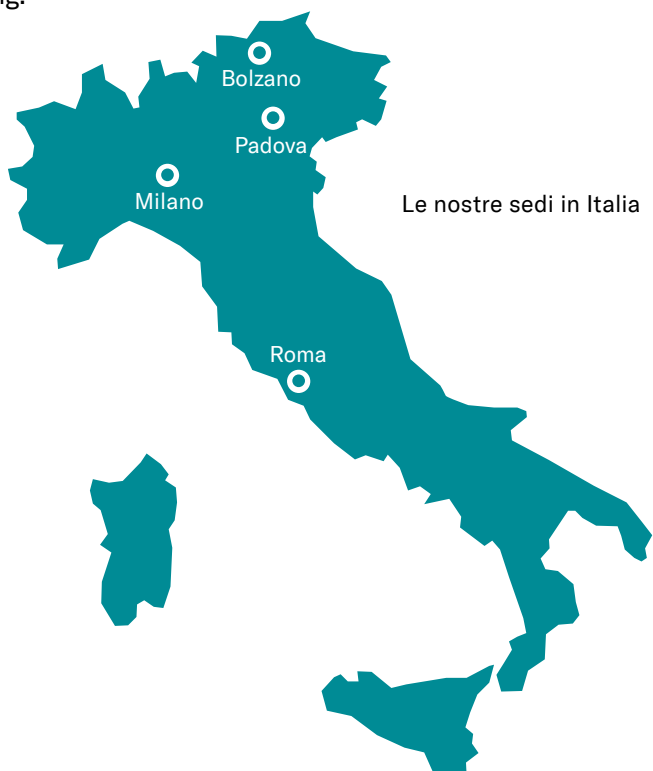 g.
Bolzano
Padova
Milano
Le nostre sedi in Italia
Roma